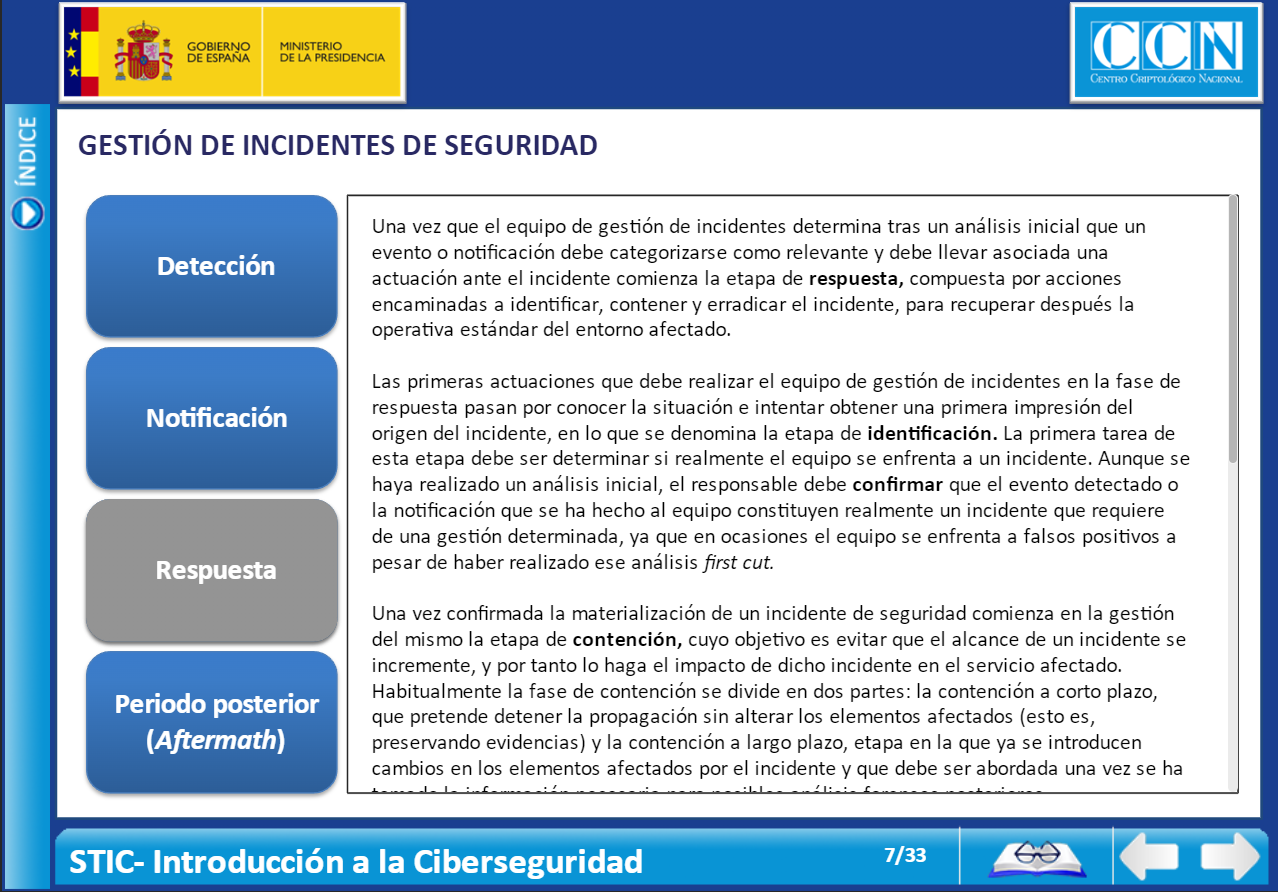 GOBIERNO
DE ESPAÑA
MINISTERIO
DE LA PRESIDENCIA
CCN
CENTRO CRIPTOLÓGICO NACIONAL
ÍNDICE
GESTIÓN DE INCIDENTES DE SEGURIDAD
Detección
Notificación
Respuesta
Periodo posterior
(Aftermath)
Una vez que el equipo de gestión de incidentes determina tras un análisis inicial que un
evento o notificación debe categorizarse como relevante y debe llevar asociada una
actuación ante el incidente comienza la etapa de respuesta, compuesta por acciones
encaminadas a identificar, contener y erradicar el incidente, para recuperar después la
operativa estándar del entorno afectado.
Las primeras actuaciones que debe realizar el equipo de gestión de incidentes en la fase de
respuesta pasan por conocer la situación e intentar obtener una primera impresión del
origen del incidente, en lo que se denomina la etapa de identificación. La primera tarea de
esta etapa debe ser determinar si realmente el equipo se enfrenta a un incidente. Aunque se
haya realizado un análisis inicial, el responsable debe confirmar que el evento detectado o
la notificación que se ha hecho al equipo constituyen realmente un incidente que requiere
de una gestión determinada, ya que en ocasiones el equipo se enfrenta a falsos positivos a
pesar de haber realizado ese análisis first cut.
Una vez confirmada la materialización de un incidente de seguridad comienza en la gestión
del mismo la etapa de contención, cuyo objetivo es evitar que el alcance de un incidente se
incremente, y por tanto lo haga el impacto de dicho incidente en el servicio afectado.
Habitualmente la fase de contención se divide en dos partes: la contención a corto plazo,
que pretende detener la propagación sin alterar los elementos afectados (esto es,
preservando evidencias) y la contención a largo plazo, etapa en la que ya se introducen
cambios en los elementos afectados por el incidente y que debe ser abordada una vez se ha
STIC- Introducción a la Ciberseguridad
7/33